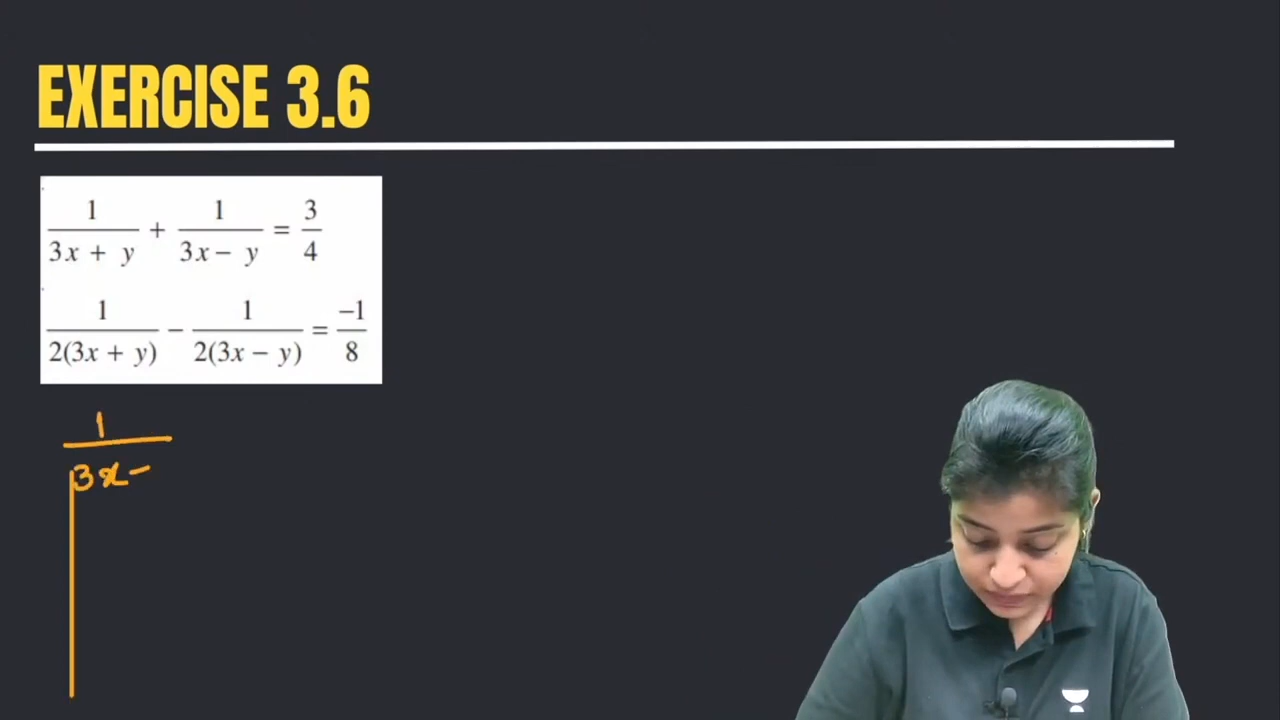 EXERCISE 3.6
1/(3x + y) + 1/(3x − y) = 3/4
1/(2(3x + y)) − 1/(2(3x − y)) = −1/8
1
3x −